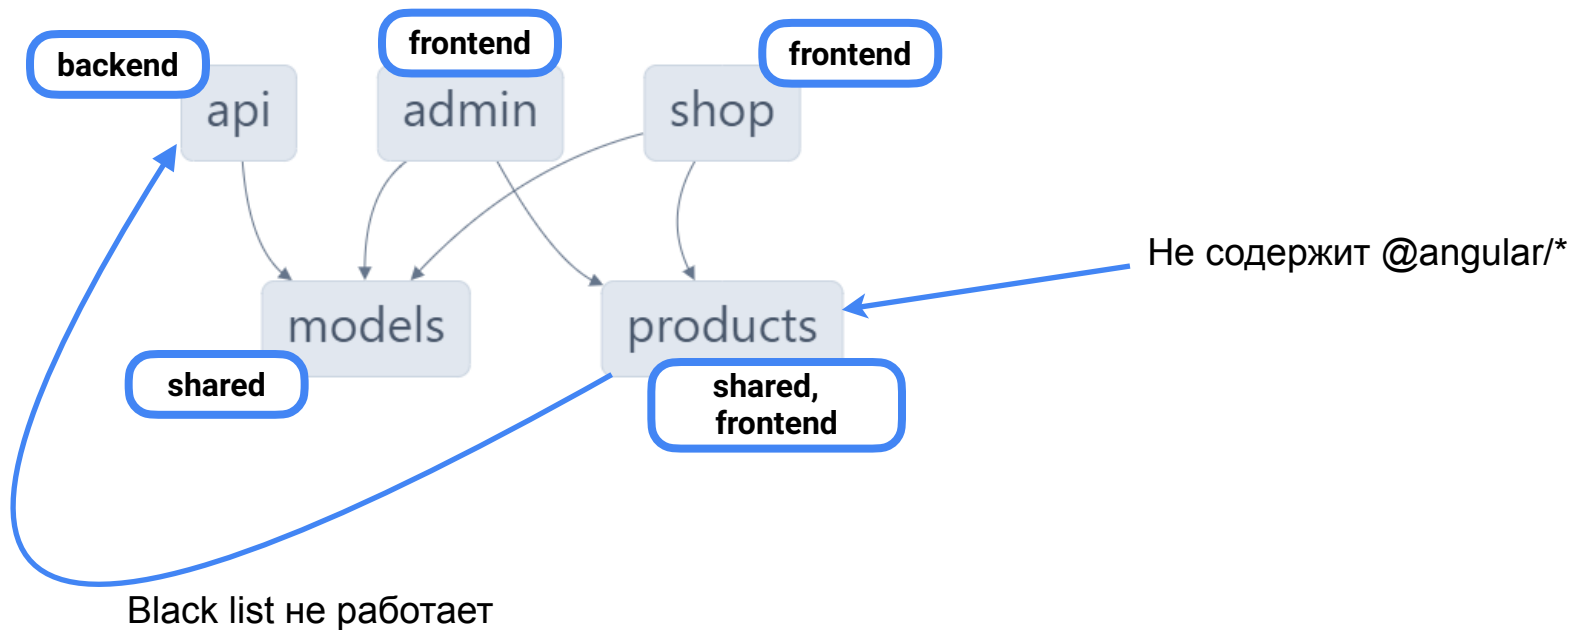 backend
frontend
frontend
api
admin
shop
Не содержит @angular/*
models
products
shared
shared,
frontend
Black list не работает